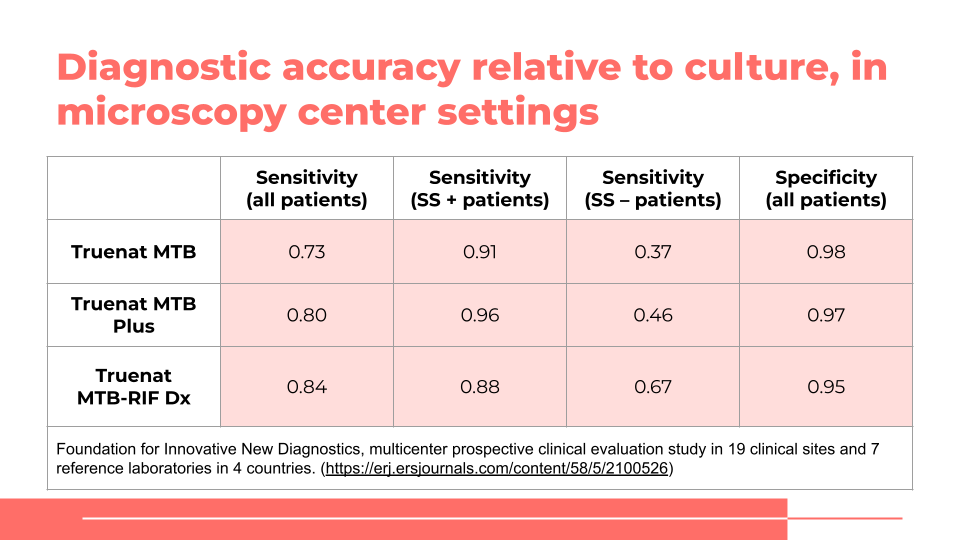 Diagnostic accuracy relative to culture, in
microscopy center settings
Sensitivity
(all patients)
Sensitivity
(SS + patients)
Sensitivity
(SS – patients)
Specificity
(all patients)
Truenat MTB
0.73
0.91
0.37
0.98
Truenat MTB
Plus
0.80
0.96
0.46
0.97
Truenat
MTB-RIF Dx
0.84
0.88
0.67
0.95
Foundation for Innovative New Diagnostics, multicenter prospective clinical evaluation study in 19 clinical sites and 7
reference laboratories in 4 countries. (https://erj.ersjournals.com/content/58/5/2100526)